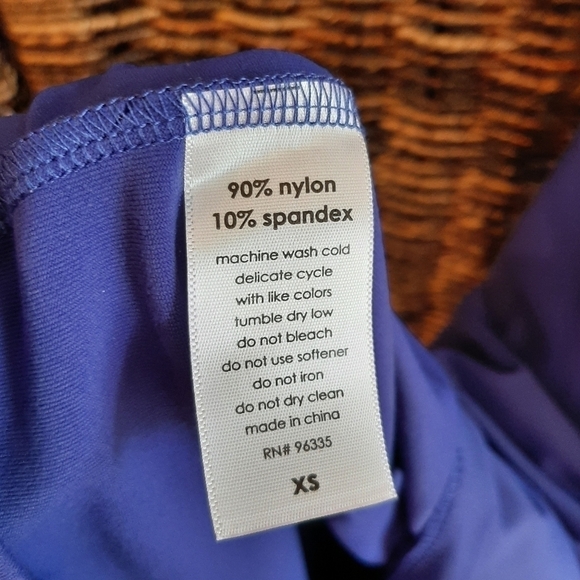 90% nylon
10% spandex
machine wash cold
delicate cycle
with like colors
tumble dry low
do not bleach
do not use softener
do not iron
do not dry clean
made in china
RN# 96335
XS